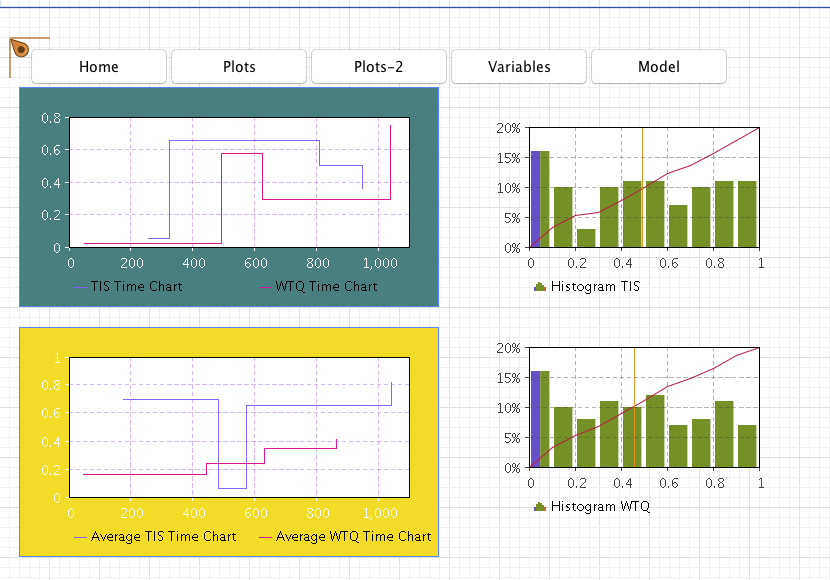 Home Plots Plots-2 Variables Model
0.8
0.6
0.4
0.2
0
0 200 400 600 800 1,000
TIS Time Chart WTQ Time Chart
20%
15%
10%
5%
0%
0 0.2 0.4 0.6 0.8 1
Histogram TIS
1
0.8
0.6
0.4
0.2
0
0 200 400 600 800 1,000
Average TIS Time Chart Average WTQ Time Chart
20%
15%
10%
5%
0%
0 0.2 0.4 0.6 0.8 1
Histogram WTQ